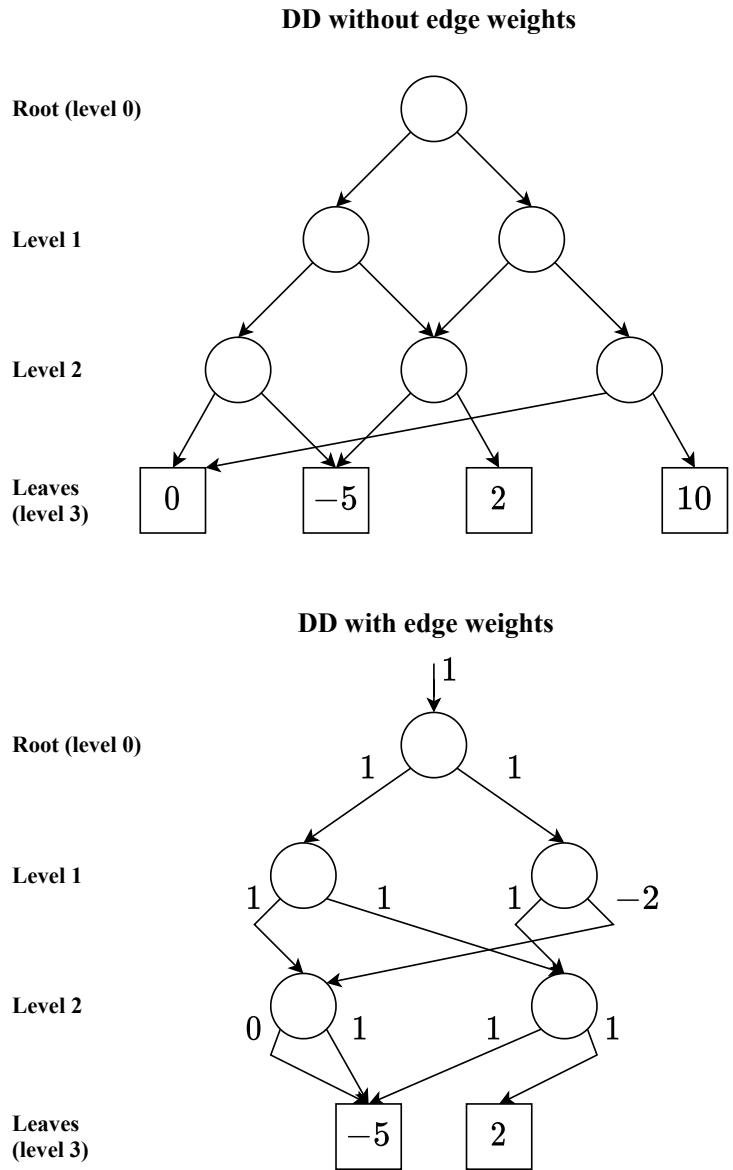 DD without edge weights
Root (level 0)
Level 1
Level 2
Leaves
(level 3)
0
−5
2
10
DD with edge weights
1
Root (level 0)
1
1
Level 1
1
1
1
−2
Level 2
0
1
1
1
Leaves
(level 3)
−5
2